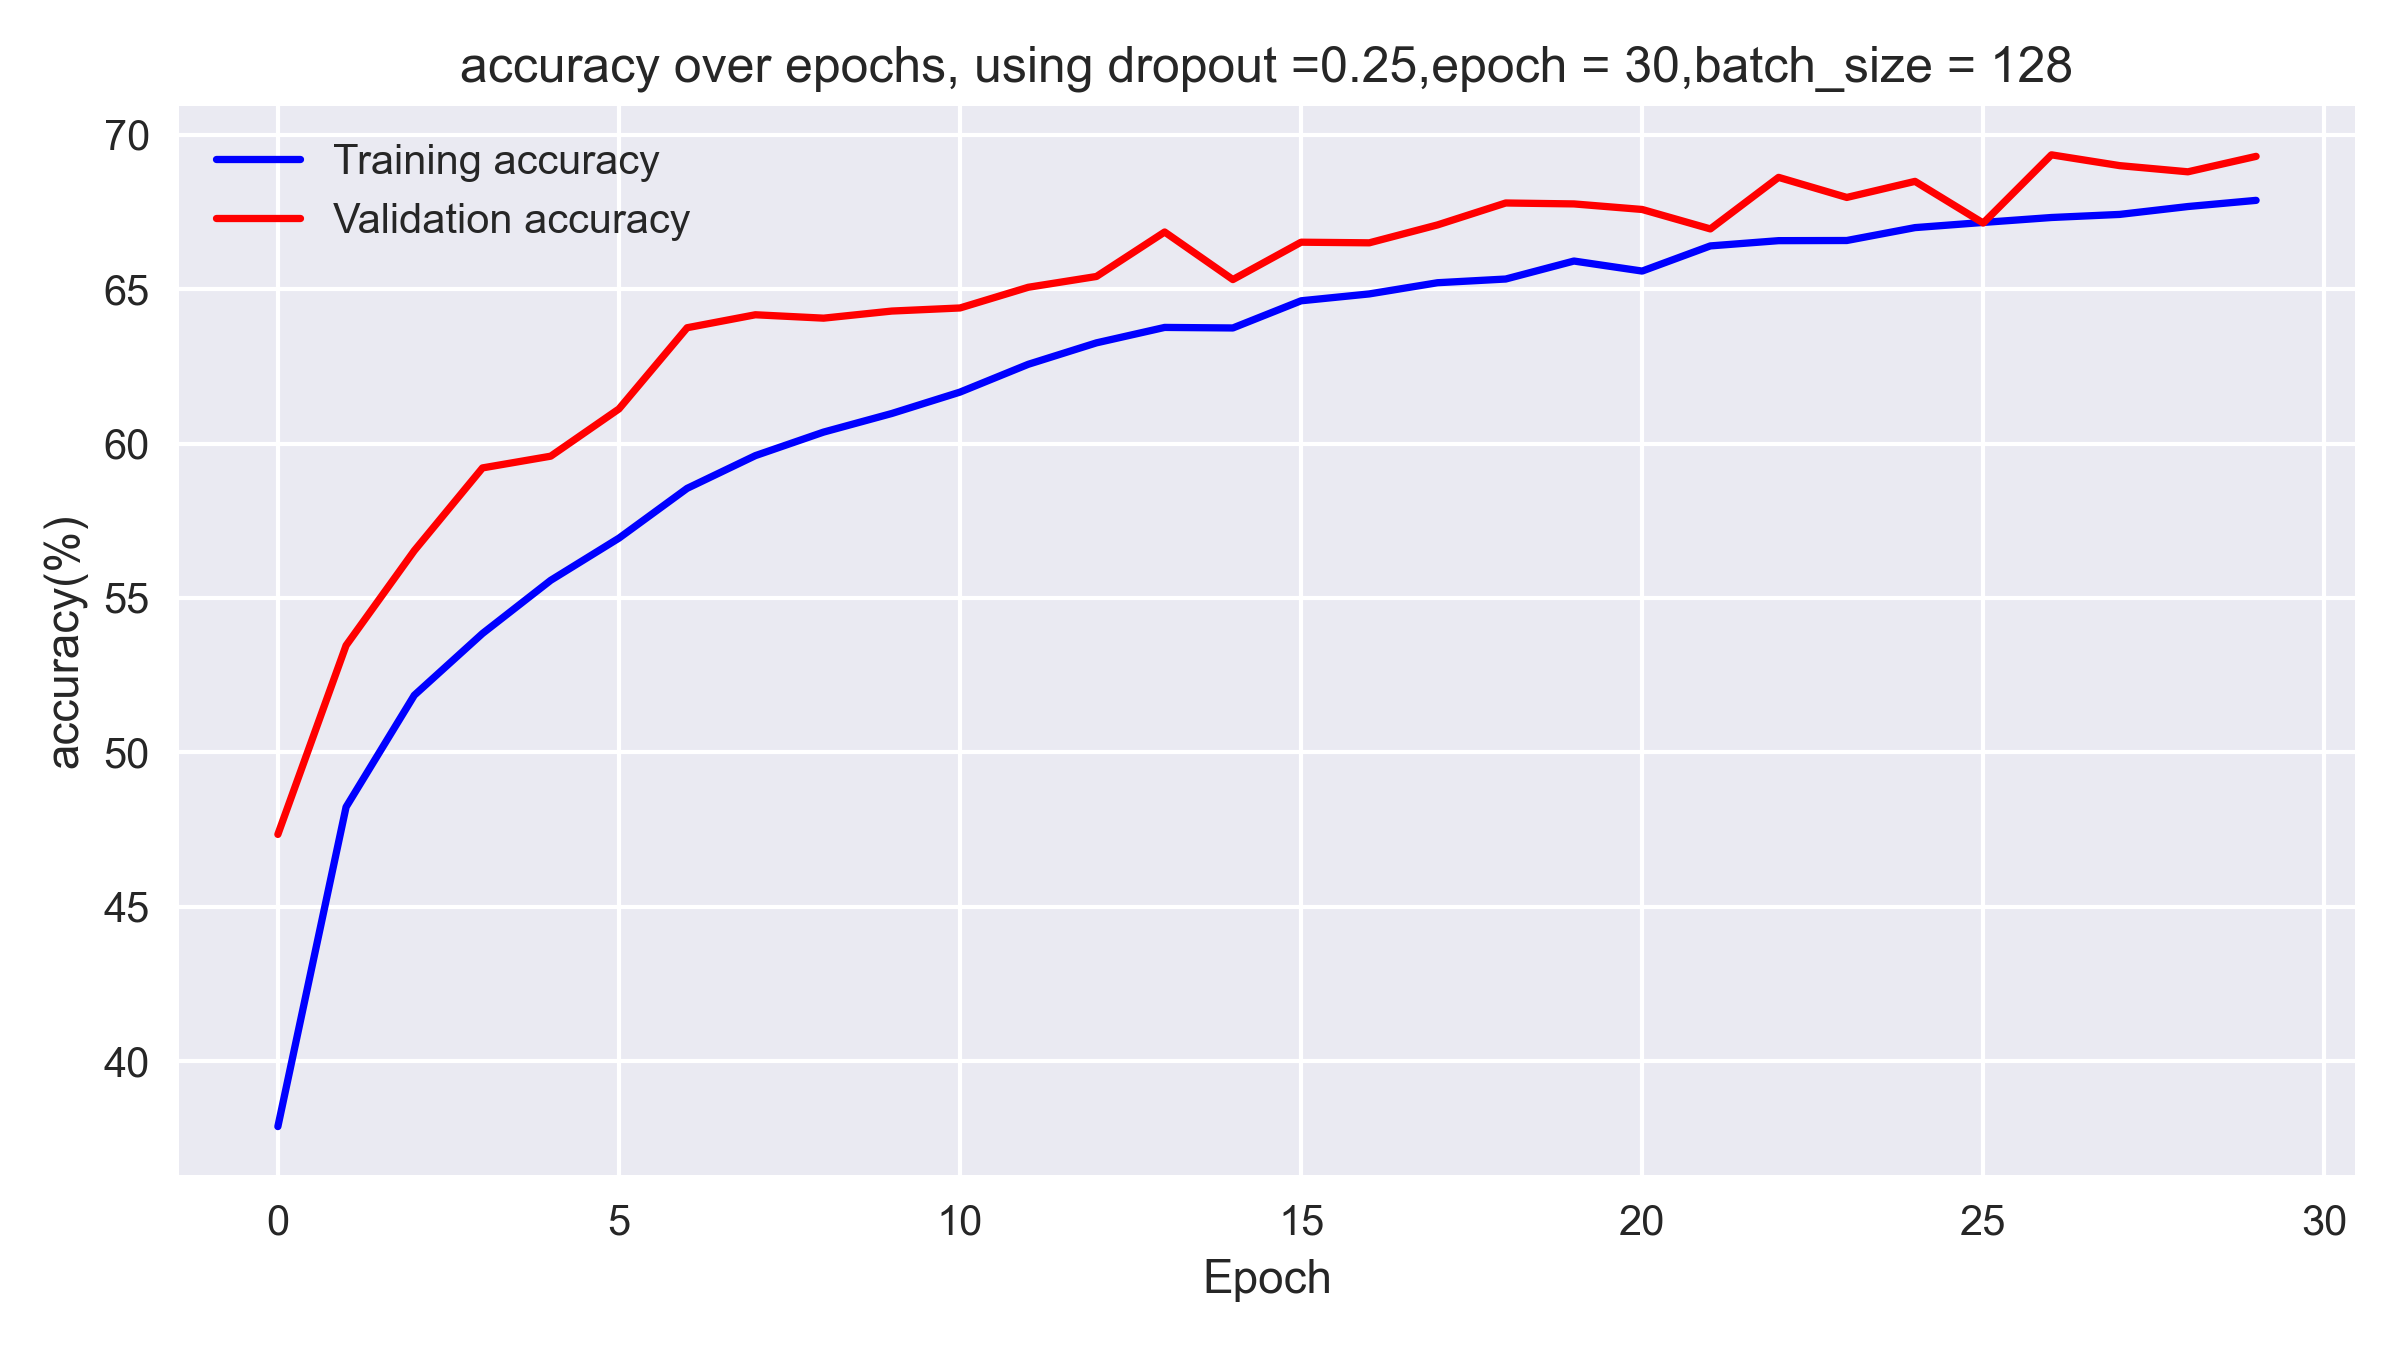 accuracy over epochs, using dropout =0.25,epoch = 30,batch_size = 128
Training accuracy
Validation accuracy
accuracy(%)
70
65
60
55
50
45
40
0 5 10 15 20 25 30
Epoch